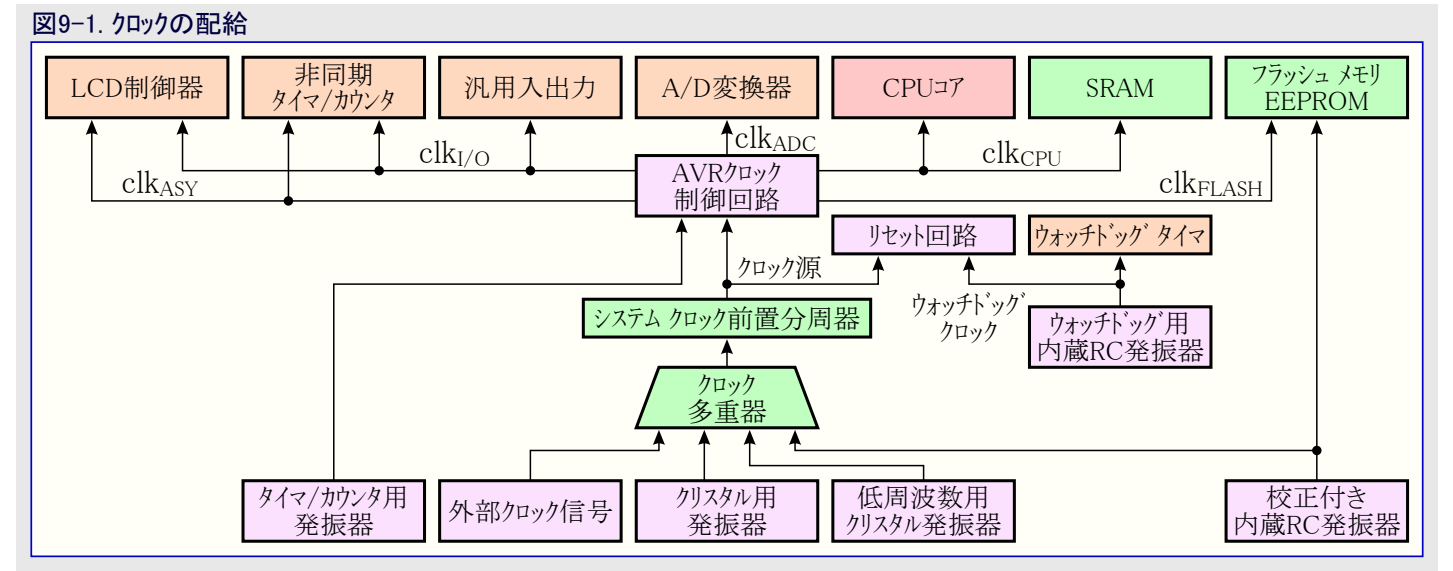 図9-1. クロックの配給
LCD制御器
非同期
タイマ/カウンタ
汎用入出力
A/D変換器
CPUコア
SRAM
フラッシュ メモリ
EEPROM
clkI/O
clkADC
clkCPU
clkASY
AVRクロック
制御回路
clkFLASH
リセット回路
ウォッチドッグ タイマ
クロック源
システム クロック前置分周器
ウォッチドッグ
クロック
ウォッチドッグ用
内蔵RC発振器
クロック
多重器
タイマ/カウンタ用
発振器
外部クロック信号
クリスタル用
発振器
低周波数用
クリスタル発振器
校正付き
内蔵RC発振器